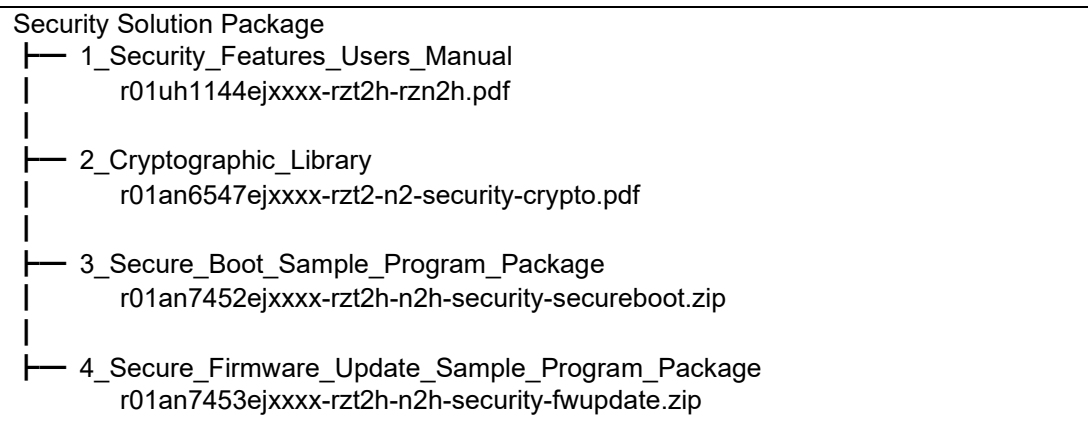 Security Solution Package
├── 1_Security_Features_Users_Manual
│ r01uh1144ejxxxx-rzt2h-rzn2h.pdf
│
├── 2_Cryptographic_Library
│ r01an6547ejxxxx-rzt2-n2-security-crypto.pdf
│
├── 3_Secure_Boot_Sample_Program_Package
│ r01an7452ejxxxx-rzt2h-n2h-security-secureboot.zip
│
├── 4_Secure_Firmware_Update_Sample_Program_Package
r01an7453ejxxxx-rzt2h-n2h-security-fwupdate.zip